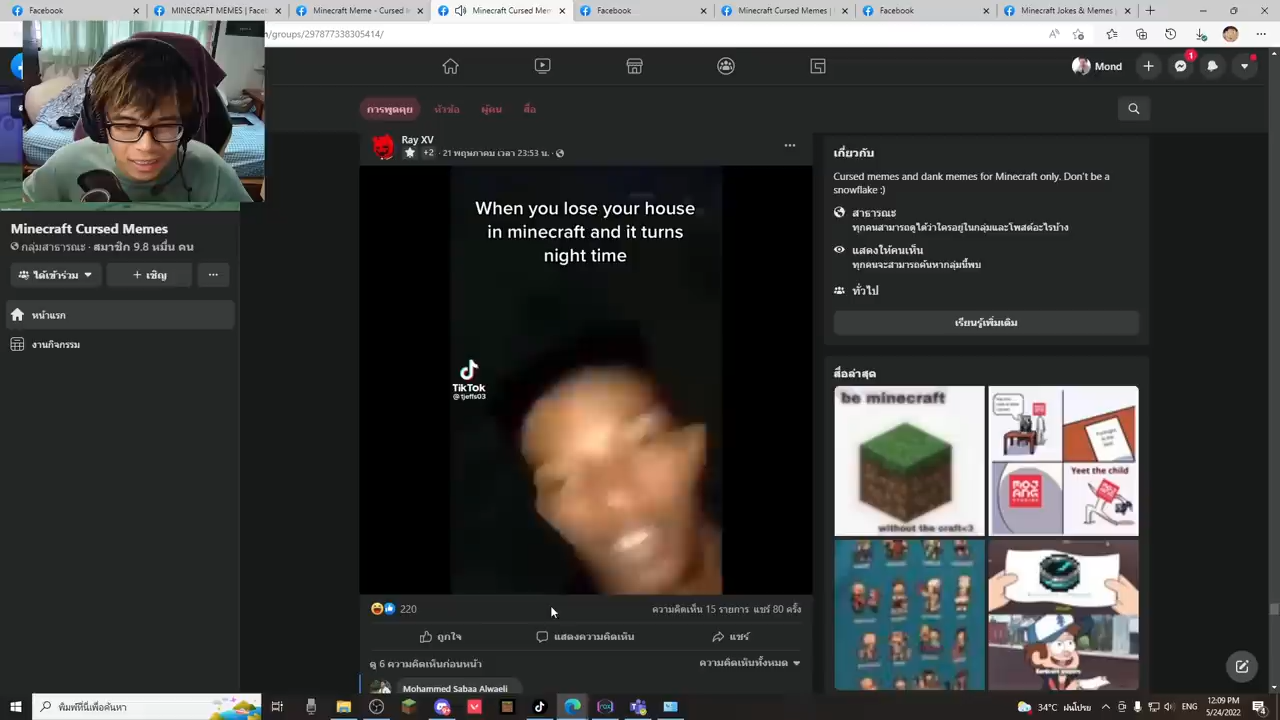 Facebook
MINECRAFT MEMES | Faceb
Facebook
Minecraft Meme - Cursed &
Minecraft Cursed Mem
Facebook
Minecraft Cursed Memes |
Facebook
Minecraft Jokes & Memes |
/groups/297877338305414/
Mond
1
การพูดคุย
หัวข้อ
ผู้คน
สื่อ
Ray XV
+2 · 21 พฤษภาคม เวลา 23:53 น. ·
When you lose your house
in minecraft and it turns
night time
TikTok
@tjeffs03
220
ความคิดเห็น 15 รายการ แชร์ 80 ครั้ง
ถูกใจ
แสดงความคิดเห็น
แชร์
ดู 6 ความคิดเห็นก่อนหน้า
ความคิดเห็นทั้งหมด
Mohammed Sabaa Alwaeli
Minecraft Cursed Memes
กลุ่มสาธารณะ · สมาชิก 9.8 หมื่น คน
ได้เข้าร่วม
+ เชิญ
หน้าแรก
งานกิจกรรม
เกี่ยวกับ
Cursed memes and dank memes for Minecraft only. Don't be a
snowflake :)
สาธารณะ
ทุกคนสามารถดูได้ว่าใครอยู่ในกลุ่มและโพสต์อะไรบ้าง
แสดงให้คนเห็น
ทุกคนจะสามารถค้นหากลุ่มนี้พบ
ทั่วไป
เรียนรู้เพิ่มเติม
สื่อล่าสุด
be minecraft
without the craft<3
MOJANG
STUDIOS
Yeet the child
พิมพ์ที่นี่เพื่อค้นหา
34°C
ฝนโปรย
ENG
12:09 PM
5/24/2022